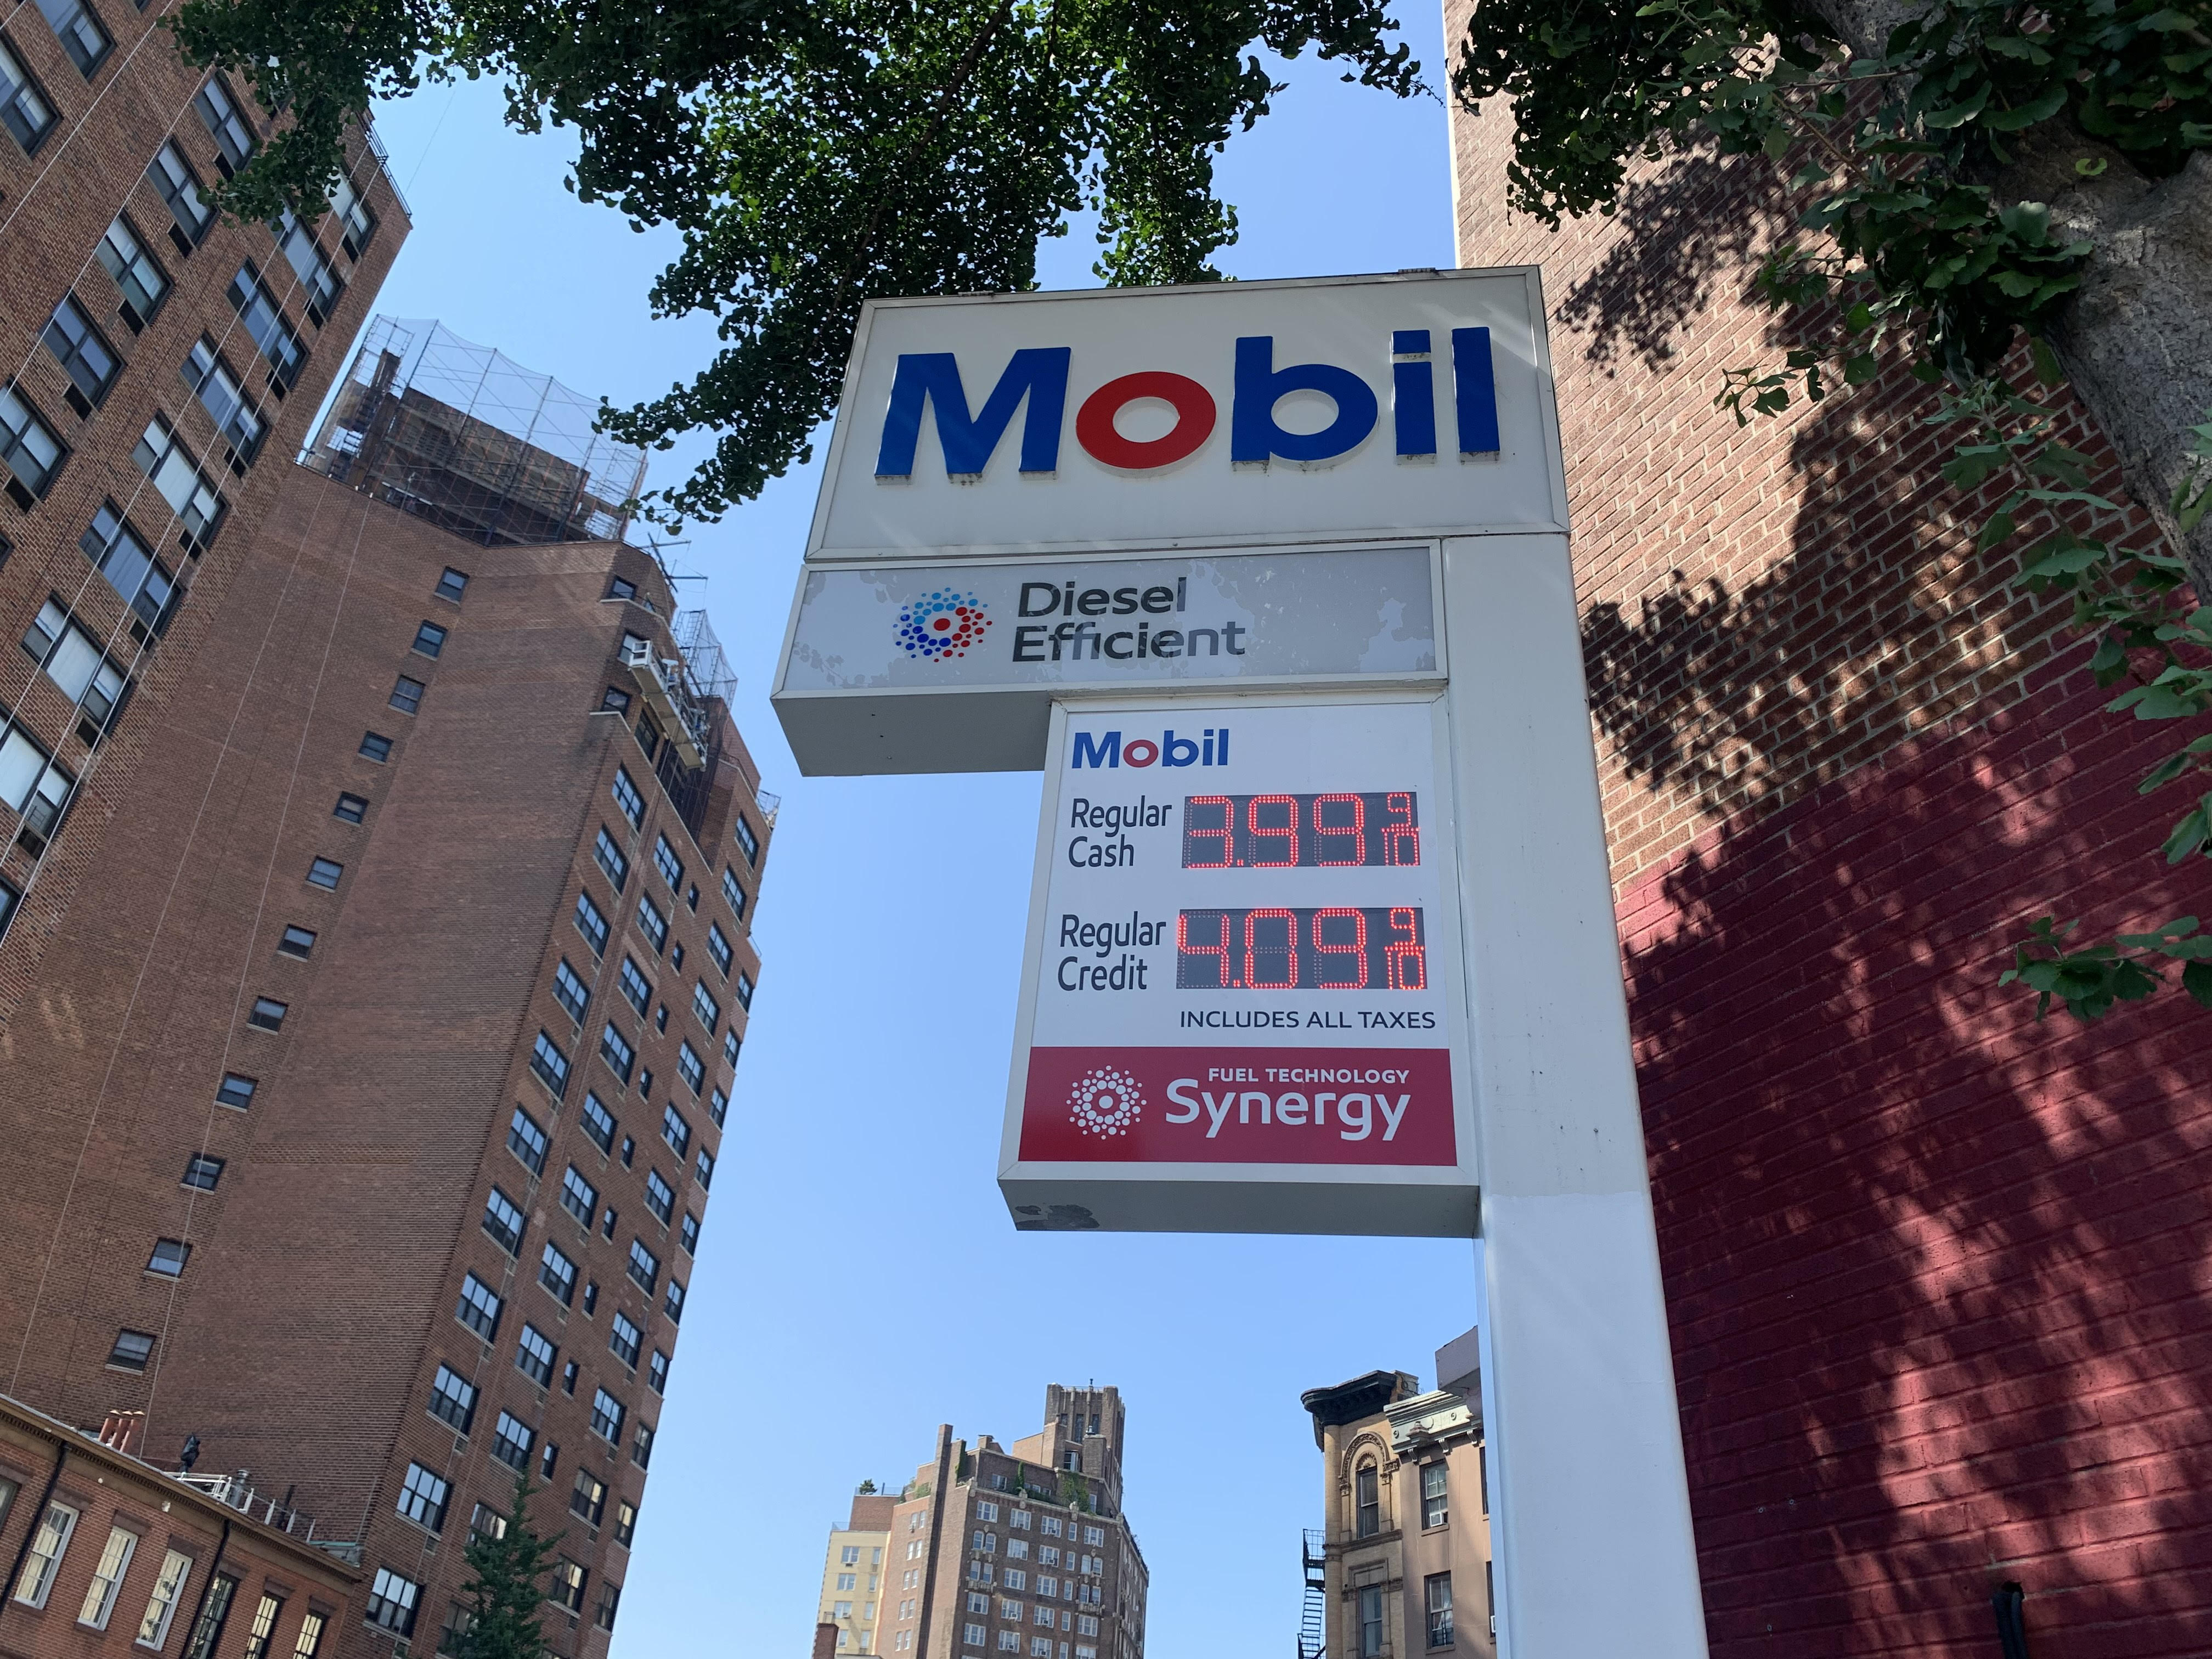 Mobil
Diesel
Efficient
Mobil
Regular
Cash
3.99 9/10
Regular
Credit
4.09 9/10
INCLUDES ALL TAXES
FUEL TECHNOLOGY
Synergy